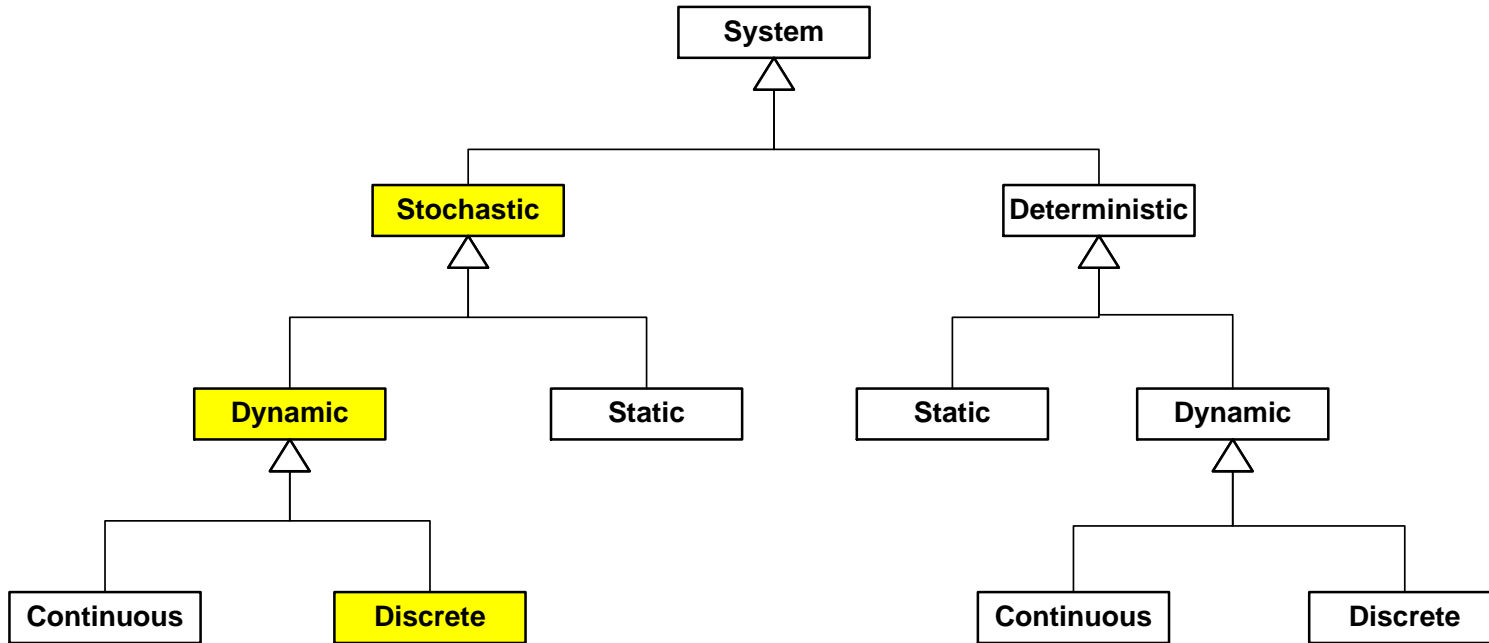 System
Stochastic
Deterministic
Dynamic
Static
Static
Dynamic
Continuous
Discrete
Continuous
Discrete